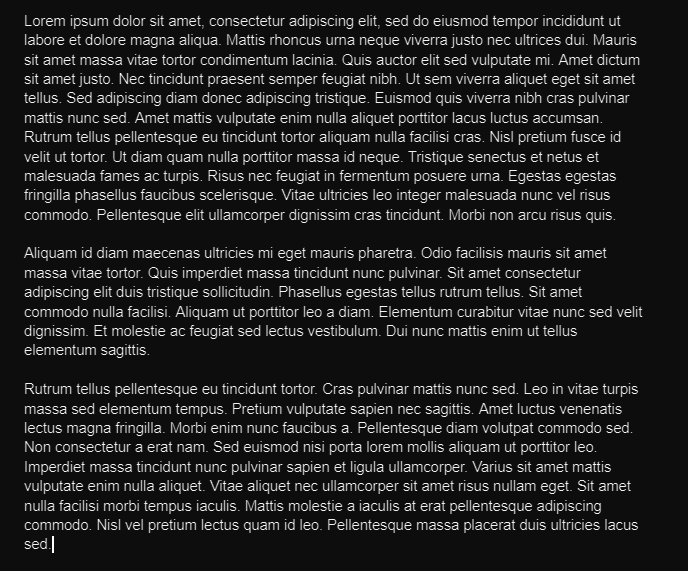 Lorem ipsum dolor sit amet, consectetur adipiscing elit, sed do eiusmod tempor incididunt ut
labore et dolore magna aliqua. Mattis rhoncus urna neque viverra justo nec ultrices dui. Mauris
sit amet massa vitae tortor condimentum lacinia. Quis auctor elit sed vulputate mi. Amet dictum
sit amet justo. Nec tincidunt praesent semper feugiat nibh. Ut sem viverra aliquet eget sit amet
tellus. Sed adipiscing diam donec adipiscing tristique. Euismod quis viverra nibh cras pulvinar
mattis nunc sed. Amet mattis vulputate enim nulla aliquet porttitor lacus luctus accumsan.
Rutrum tellus pellentesque eu tincidunt tortor aliquam nulla facilisi cras. Nisl pretium fusce id
velit ut tortor. Ut diam quam nulla porttitor massa id neque. Tristique senectus et netus et
malesuada fames ac turpis. Risus nec feugiat in fermentum posuere urna. Egestas egestas
fringilla phasellus faucibus scelerisque. Vitae ultricies leo integer malesuada nunc vel risus
commodo. Pellentesque elit ullamcorper dignissim cras tincidunt. Morbi non arcu risus quis.

Aliquam id diam maecenas ultricies mi eget mauris pharetra. Odio facilisis mauris sit amet
massa vitae tortor. Quis imperdiet massa tincidunt nunc pulvinar. Sit amet consectetur
adipiscing elit duis tristique sollicitudin. Phasellus egestas tellus rutrum tellus. Sit amet
commodo nulla facilisi. Aliquam ut porttitor leo a diam. Elementum curabitur vitae nunc sed velit
dignissim. Et molestie ac feugiat sed lectus vestibulum. Dui nunc mattis enim ut tellus
elementum sagittis.

Rutrum tellus pellentesque eu tincidunt tortor. Cras pulvinar mattis nunc sed. Leo in vitae turpis
massa sed elementum tempus. Pretium vulputate sapien nec sagittis. Amet luctus venenatis
lectus magna fringilla. Morbi enim nunc faucibus a. Pellentesque diam volutpat commodo sed.
Non consectetur a erat nam. Sed euismod nisi porta lorem mollis aliquam ut porttitor leo.
Imperdiet massa tincidunt nunc pulvinar sapien et ligula ullamcorper. Varius sit amet mattis
vulputate enim nulla aliquet. Vitae aliquet nec ullamcorper sit amet risus nullam eget. Sit amet
nulla facilisi morbi tempus iaculis. Mattis molestie a iaculis at erat pellentesque adipiscing
commodo. Nisl vel pretium lectus quam id leo. Pellentesque massa placerat duis ultricies lacus
sed.